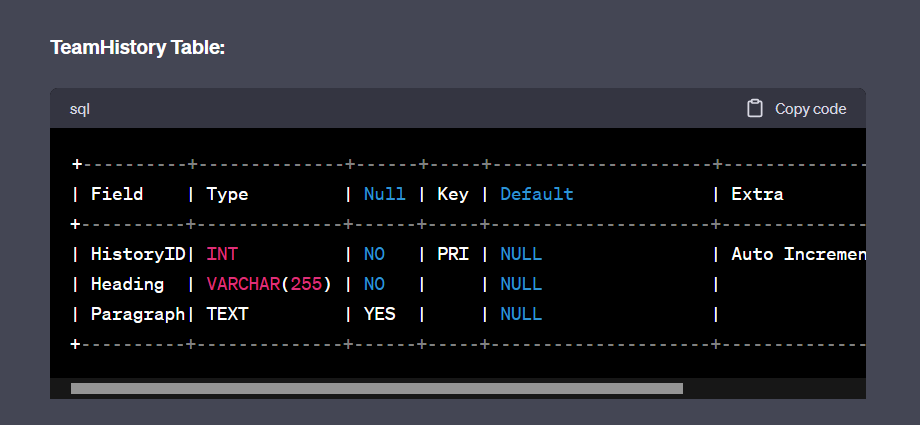 TeamHistory Table:
sql
Copy code
+----------+--------------+------+-----+---------------------+--------------
| Field    | Type         | Null | Key | Default             | Extra
+----------+--------------+------+-----+---------------------+--------------
| HistoryID| INT          | NO   | PRI | NULL                | Auto Incremen
| Heading  | VARCHAR(255) | NO   |     | NULL                |
| Paragraph| TEXT         | YES  |     | NULL                |
+----------+--------------+------+-----+---------------------+--------------